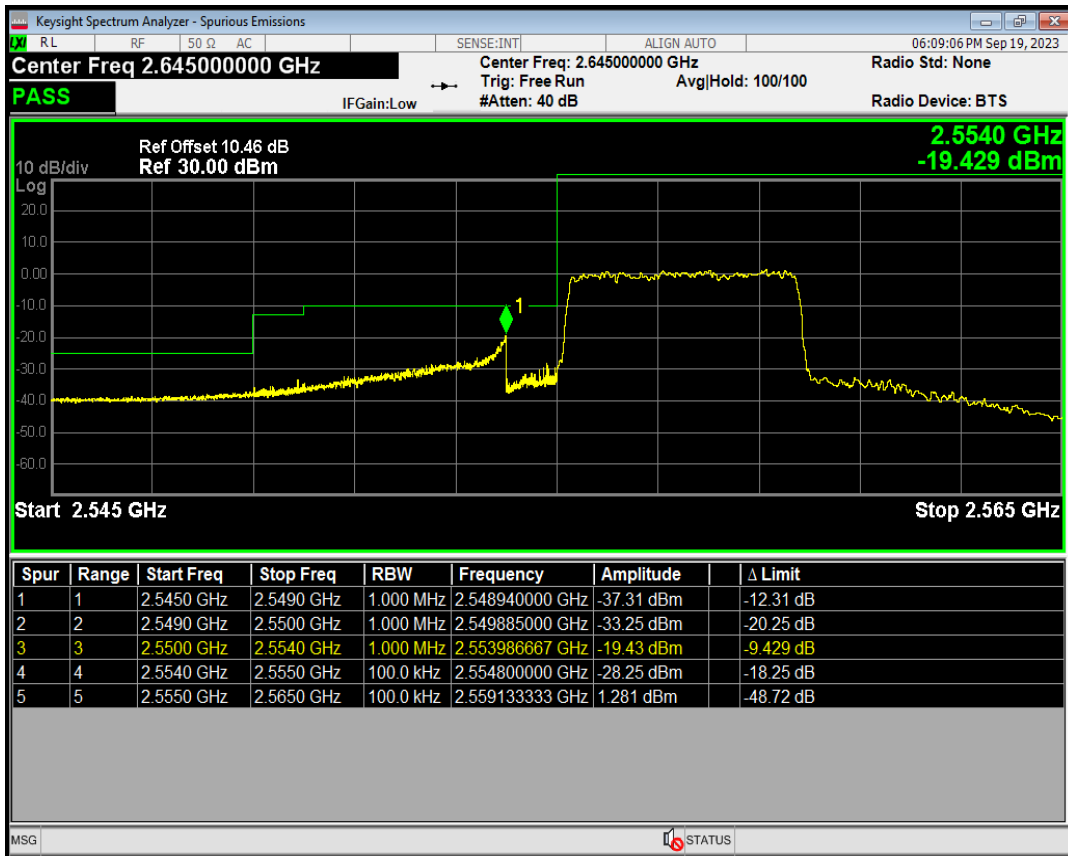 Keysight Spectrum Analyzer - Spurious Emissions
LXI RL RF 50 Ω AC SENSE:INT ALIGN AUTO 06:09:06 PM Sep 19, 2023
Center Freq 2.645000000 GHz Center Freq: 2.645000000 GHz Radio Std: None
Trig: Free Run Avg|Hold: 100/100
PASS IFGain:Low #Atten: 40 dB Radio Device: BTS
2.5540 GHz
-19.429 dBm
Ref Offset 10.46 dB
10 dB/div Ref 30.00 dBm
Log
20.0
10.0
0.00
-10.0
1
-20.0
-30.0
-40.0
-50.0
-60.0
Start 2.545 GHz Stop 2.565 GHz
Spur Range Start Freq Stop Freq RBW Frequency Amplitude Δ Limit
1 1 2.5450 GHz 2.5490 GHz 1.000 MHz 2.548940000 GHz -37.31 dBm -12.31 dB
2 2 2.5490 GHz 2.5500 GHz 1.000 MHz 2.549885000 GHz -33.25 dBm -20.25 dB
3 3 2.5500 GHz 2.5540 GHz 1.000 MHz 2.553986667 GHz -19.43 dBm -9.429 dB
4 4 2.5540 GHz 2.5550 GHz 100.0 kHz 2.554800000 GHz -28.25 dBm -18.25 dB
5 5 2.5550 GHz 2.5650 GHz 100.0 kHz 2.559133333 GHz 1.281 dBm -48.72 dB
MSG STATUS